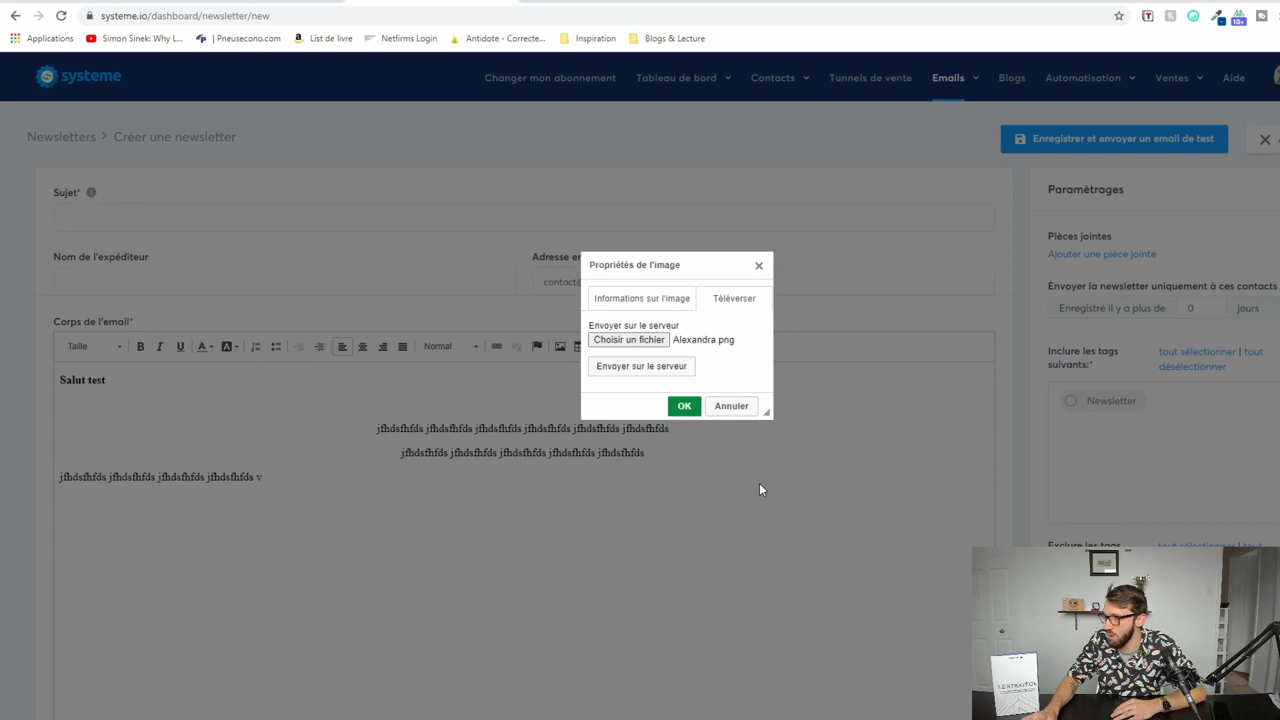 systeme.io/dashboard/newsletter/new
10+
Applications
Simon Sinek: Why L...
| Pneusecono.com
List de livre
Netfirms Login
Antidote - Correcte...
Inspiration
Blogs & Lecture
systeme
Changer mon abonnement
Tableau de bord
Contacts
Tunnels de vente
Emails
Blogs
Automatisation
Ventes
Aide
Newsletters > Créer une newsletter
Enregistrer et envoyer un email de test
Sujet*
Paramètrages
Nom de l'expéditeur
Adresse e
contact@
Pièces jointes
Ajouter une pièce jointe
Envoyer la newsletter uniquement à ces contacts
Enregistré il y a plus de 0 jours
Propriétés de l'image
Informations sur l'image
Téléverser
Envoyer sur le serveur
Choisir un fichier Alexandra.png
Envoyer sur le serveur
OK
Annuler
Corps de l'email*
Taille
B I U A A
Normal
Inclure les tags suivants:*
tout sélectionner | tout désélectionner
Newsletter
Salut test
jfhdsfhfds jfhdsfhfds jfhdsfhfds jfhdsfhfds jfhdsfhfds jfhdsfhfds
jfhdsfhfds jfhdsfhfds jfhdsfhfds jfhdsfhfds jfhdsfhfds
jfhdsfhfds jfhdsfhfds jfhdsfhfds jfhdsfhfds v
Exclure les tags
tout sélectionner | tout